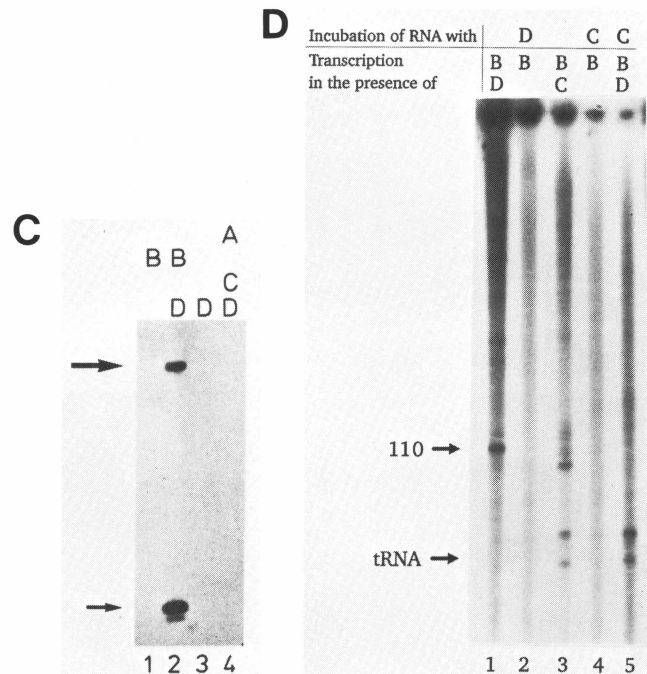 D
Incubation of RNA with D C C
Transcription B B B B B
in the presence of D C D
C
A
B B
C
D D D
110
tRNA
1 2 3 4
1 2 3 4 5